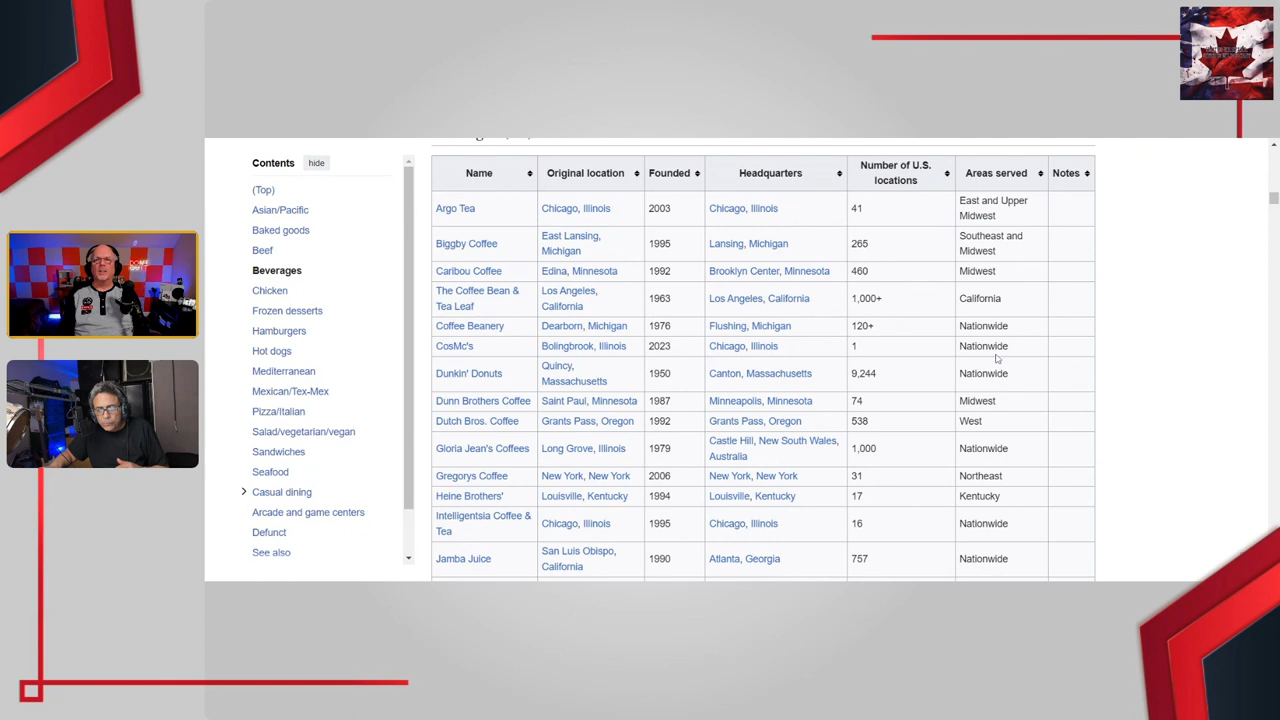 Contents hide
(Top)
Asian/Pacific
Baked goods
Beef
Beverages
Chicken
Frozen desserts
Hamburgers
Hot dogs
Mediterranean
Mexican/Tex-Mex
Pizza/Italian
Salad/vegetarian/vegan
Sandwiches
Seafood
Casual dining
Arcade and game centers
Defunct
See also
Name Original location Founded Headquarters Number of U.S. locations Areas served Notes
Argo Tea Chicago, Illinois 2003 Chicago, Illinois 41 East and Upper Midwest
Biggby Coffee East Lansing, Michigan 1995 Lansing, Michigan 265 Southeast and Midwest
Caribou Coffee Edina, Minnesota 1992 Brooklyn Center, Minnesota 460 Midwest
The Coffee Bean & Tea Leaf Los Angeles, California 1963 Los Angeles, California 1,000+ California
Coffee Beanery Dearborn, Michigan 1976 Flushing, Michigan 120+ Nationwide
CosMc's Bolingbrook, Illinois 2023 Chicago, Illinois 1 Nationwide
Dunkin' Donuts Quincy, Massachusetts 1950 Canton, Massachusetts 9,244 Nationwide
Dunn Brothers Coffee Saint Paul, Minnesota 1987 Minneapolis, Minnesota 74 Midwest
Dutch Bros. Coffee Grants Pass, Oregon 1992 Grants Pass, Oregon 538 West
Gloria Jean's Coffees Long Grove, Illinois 1979 Castle Hill, New South Wales, Australia 1,000 Nationwide
Gregorys Coffee New York, New York 2006 New York, New York 31 Northeast
Heine Brothers' Louisville, Kentucky 1994 Louisville, Kentucky 17 Kentucky
Intelligentsia Coffee & Tea Chicago, Illinois 1995 Chicago, Illinois 16 Nationwide
Jamba Juice San Luis Obispo, California 1990 Atlanta, Georgia 757 Nationwide